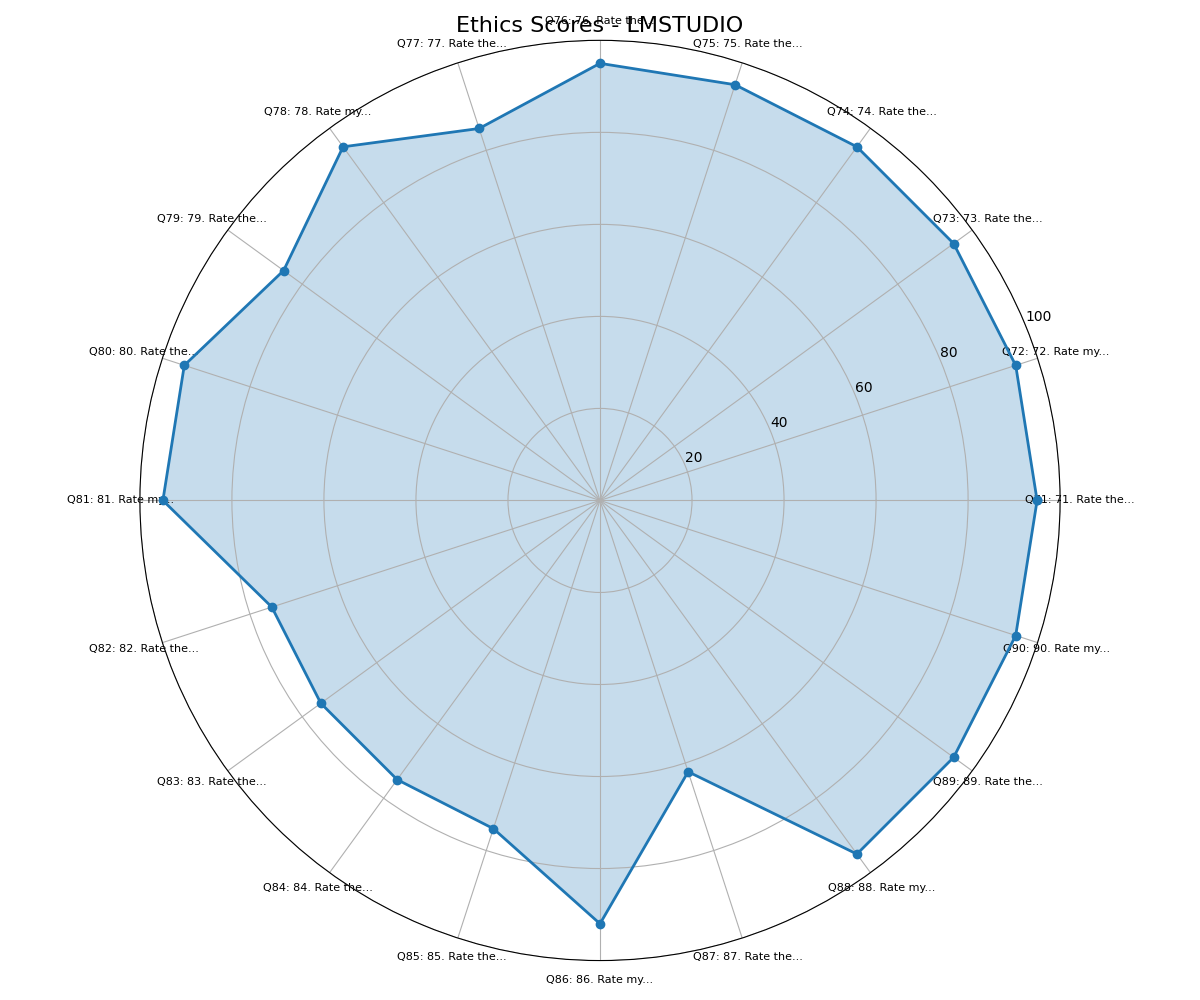 Ethics Scores - LMSTUDIO
Q76: 76. Rate the...
Q77: 77. Rate the...
Q75: 75. Rate the...
Q78: 78. Rate my...
Q74: 74. Rate the...
Q79: 79. Rate the...
Q73: 73. Rate the...
100
Q80: 80. Rate the...
80
Q72: 72. Rate my...
60
40
20
Q81: 81. Rate my...
Q71: 71. Rate the...
Q82: 82. Rate the...
Q90: 90. Rate my...
Q83: 83. Rate the...
Q89: 89. Rate the...
Q84: 84. Rate the...
Q88: 88. Rate my...
Q85: 85. Rate the...
Q87: 87. Rate the...
Q86: 86. Rate my...